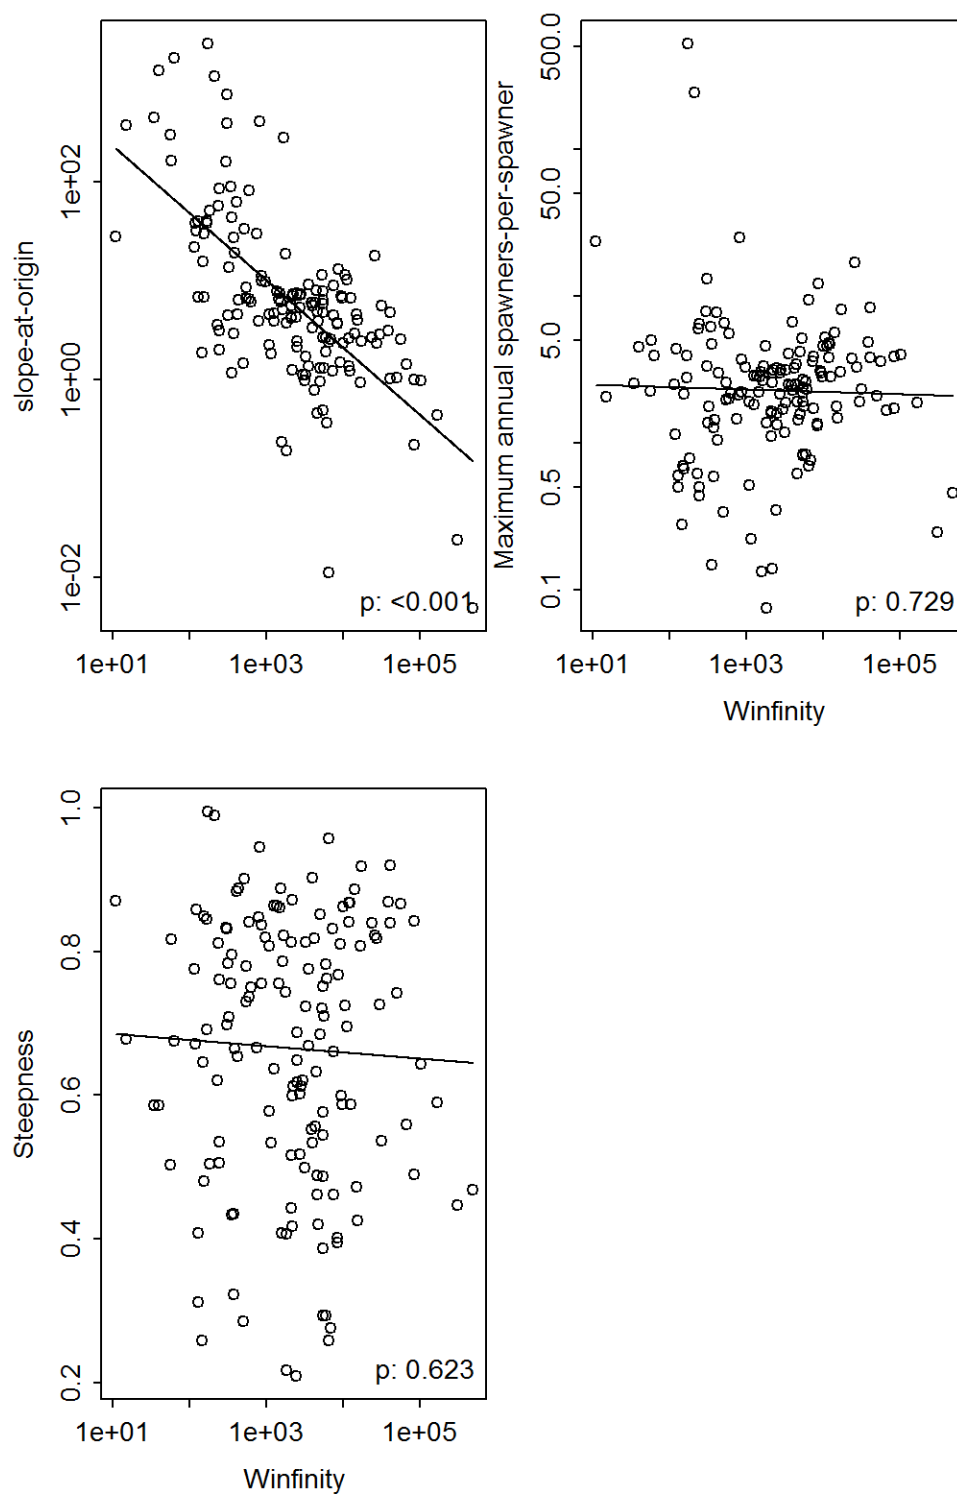 slope-at-origin
1e+02
1e+00
1e-02
p: <0.001
1e+01
1e+03
1e+05
Maximum annual spawners-per-spawner
500.0
50.0
5.0
0.5
0.1
p: 0.729
1e+01
1e+03
1e+05
Winfinity
Steepness
1.0
0.8
0.6
0.4
0.2
p: 0.623
1e+01
1e+03
1e+05
Winfinity